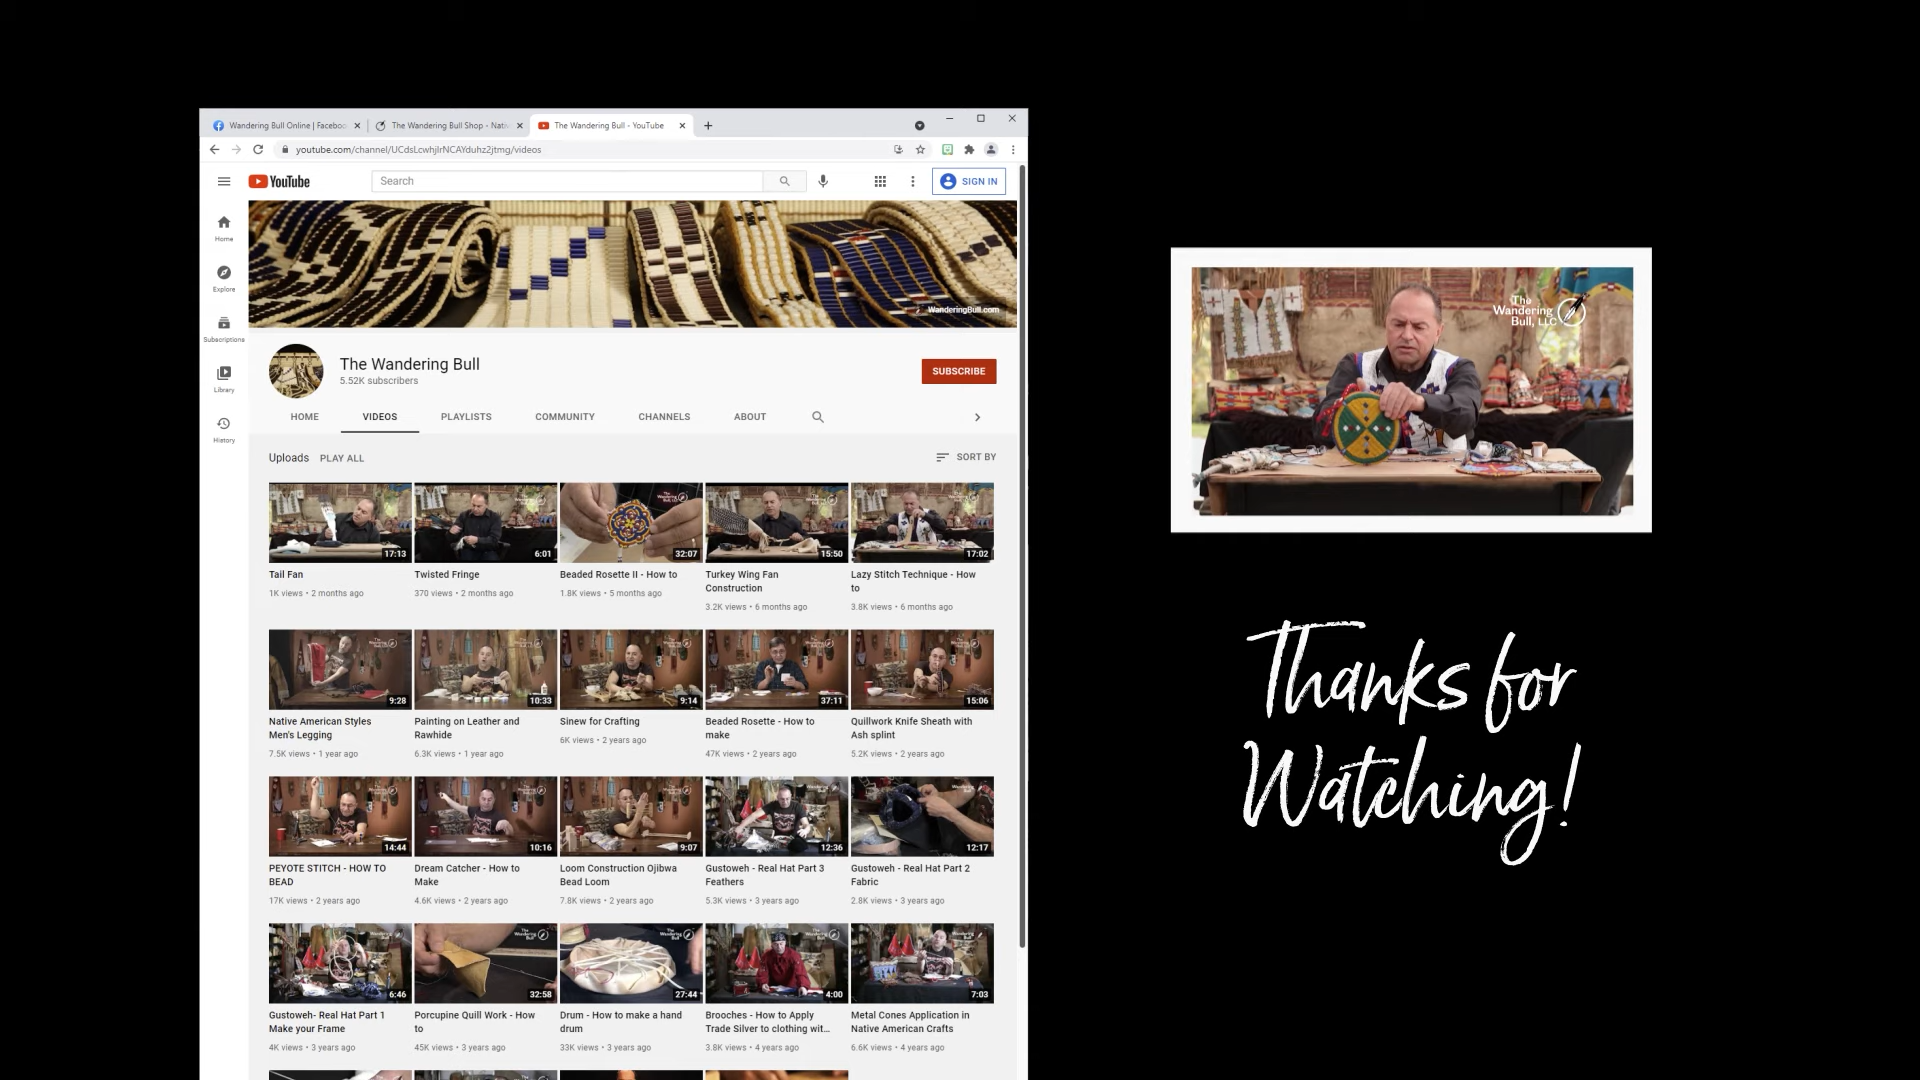 Wandering Bull Online | Faceboo
The Wandering Bull Shop - Nati
The Wandering Bull - YouTube
youtube.com/channel/UCdsLcwhjIrNCAYduhz2jtmg/videos
YouTube
Search
SIGN IN
Home
Explore
Subscriptions
Library
History
WanderingBull.com
The Wandering Bull
5.52K subscribers
SUBSCRIBE
HOME VIDEOS PLAYLISTS COMMUNITY CHANNELS ABOUT
Uploads PLAY ALL
SORT BY
17:13 6:01 32:07 15:50 17:02
Tail Fan
1K views • 2 months ago
Twisted Fringe
370 views • 2 months ago
Beaded Rosette II - How to
1.8K views • 5 months ago
Turkey Wing Fan
Construction
3.2K views • 6 months ago
Lazy Stitch Technique - How
to
3.8K views • 6 months ago
9:28 10:33 9:14 37:11 15:06
Native American Styles
Men's Legging
7.5K views • 1 year ago
Painting on Leather and
Rawhide
6.3K views • 1 year ago
Sinew for Crafting
6K views • 2 years ago
Beaded Rosette - How to
make
47K views • 2 years ago
Quillwork Knife Sheath with
Ash splint
5.2K views • 2 years ago
14:44 10:16 9:07 12:36 12:17
PEYOTE STITCH - HOW TO
BEAD
17K views • 2 years ago
Dream Catcher - How to
Make
4.6K views • 2 years ago
Loom Construction Ojibwa
Bead Loom
7.8K views • 2 years ago
Gustoweh - Real Hat Part 3
Feathers
5.3K views • 3 years ago
Gustoweh - Real Hat Part 2
Fabric
2.8K views • 3 years ago
6:46 32:58 27:44 4:00 7:03
Gustoweh- Real Hat Part 1
Make your Frame
4K views • 3 years ago
Porcupine Quill Work - How
to
45K views • 3 years ago
Drum - How to make a hand
drum
33K views • 3 years ago
Brooches - How to Apply
Trade Silver to clothing wit...
3.8K views • 4 years ago
Metal Cones Application in
Native American Crafts
6.6K views • 4 years ago
The
Wandering
Bull, LLC
Thanks for
Watching!